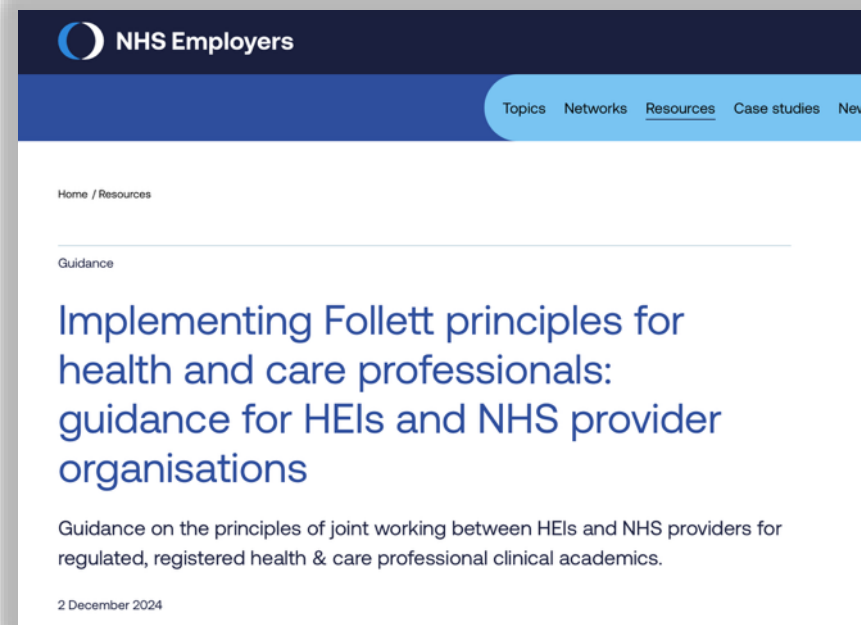 NHS Employers
Topics Networks Resources Case studies New
Home / Resources
Guidance
Implementing Follett principles for
health and care professionals:
guidance for HEIs and NHS provider
organisations
Guidance on the principles of joint working between HEIs and NHS providers for
regulated, registered health & care professional clinical academics.
2 December 2024